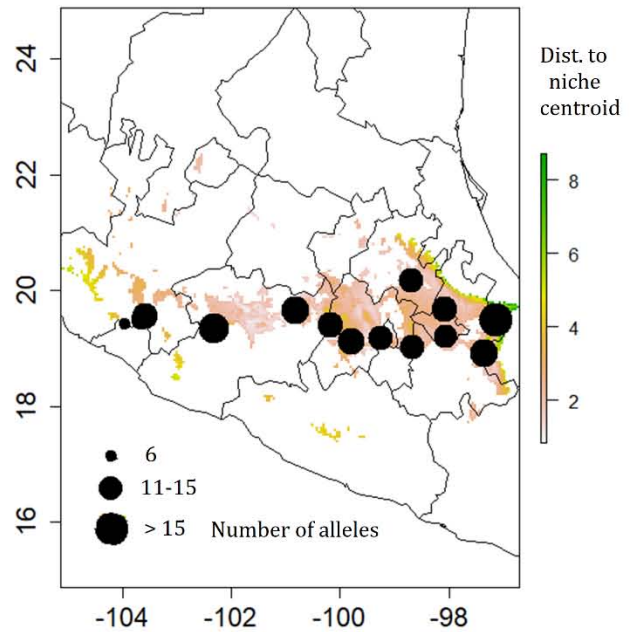 Dist. to
niche
centroid
24
22
20
18
16
8
6
4
2
6
11-15
> 15 Number of alleles
-104 -102 -100 -98